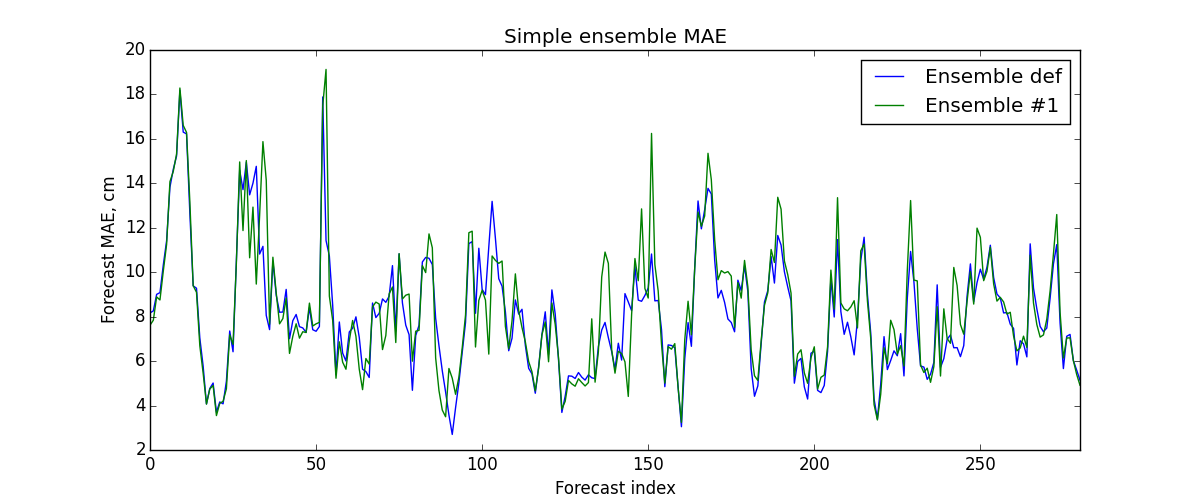 Simple ensemble MAE
20
18
16
14
12
10
8
6
4
2
Forecast MAE, cm
Ensemble def
Ensemble #1
0 50 100 150 200 250
Forecast index